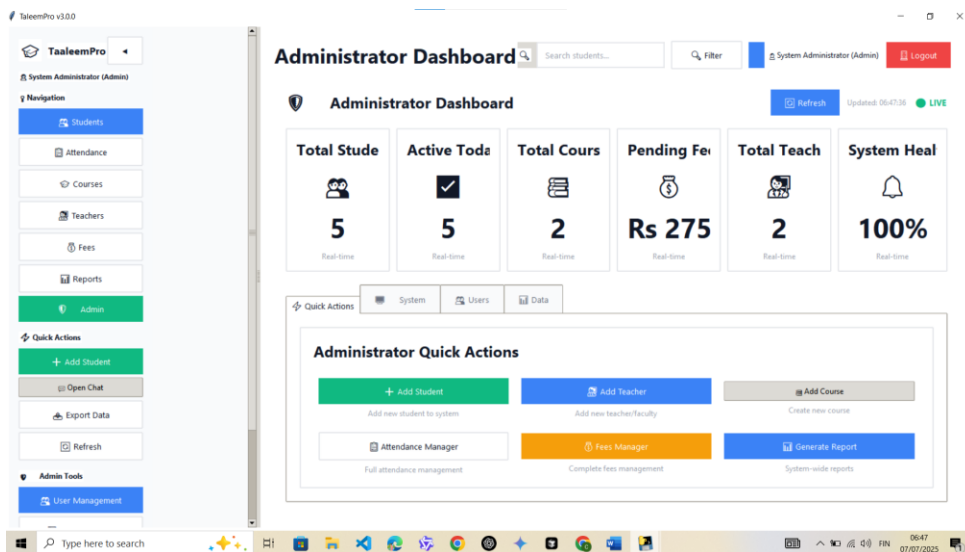 TaleemPro v3.0.0
TaaleemPro
System Administrator (Admin)
Navigation
Students
Attendance
Courses
Teachers
Fees
Reports
Admin
Quick Actions
+ Add Student
Open Chat
Export Data
Refresh
Admin Tools
User Management
Administrator Dashboard
Search students...
Filter
System Administrator (Admin)
Logout
Administrator Dashboard
Refresh
Updated: 06:47:36
LIVE
Total Stude
5
Real-time
Active Toda
5
Real-time
Total Cours
2
Real-time
Pending Fe
Rs 275
Real-time
Total Teach
2
Real-time
System Heal
100%
Real-time
Quick Actions
System
Users
Data
Administrator Quick Actions
+ Add Student
Add new student to system
Add Teacher
Add new teacher/faculty
Add Course
Create new course
Attendance Manager
Full attendance management
Fees Manager
Complete fees management
Generate Report
System-wide reports
Type here to search
FIN
06:47
07/07/2025